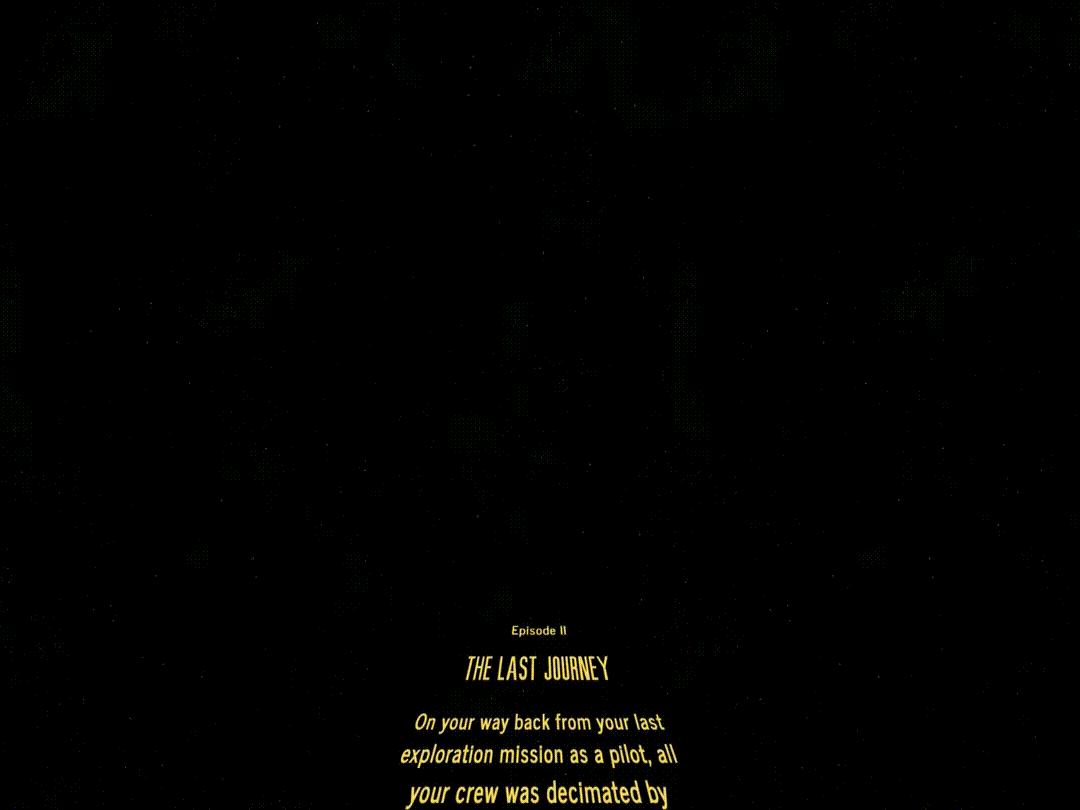 Episode II
THE LAST JOURNEY
On your way back from your last
exploration mission as a pilot, all
your crew was decimated by